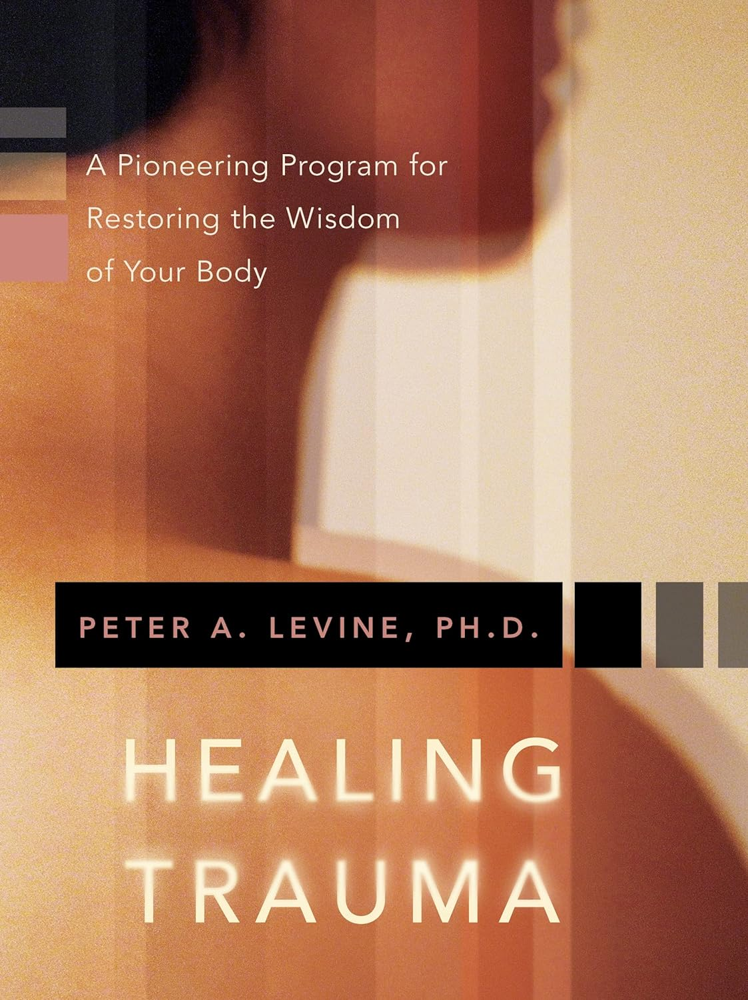 A Pioneering Program for
Restoring the Wisdom
of Your Body
PETER A. LEVINE, PH.D.
HEALING
TRAUMA